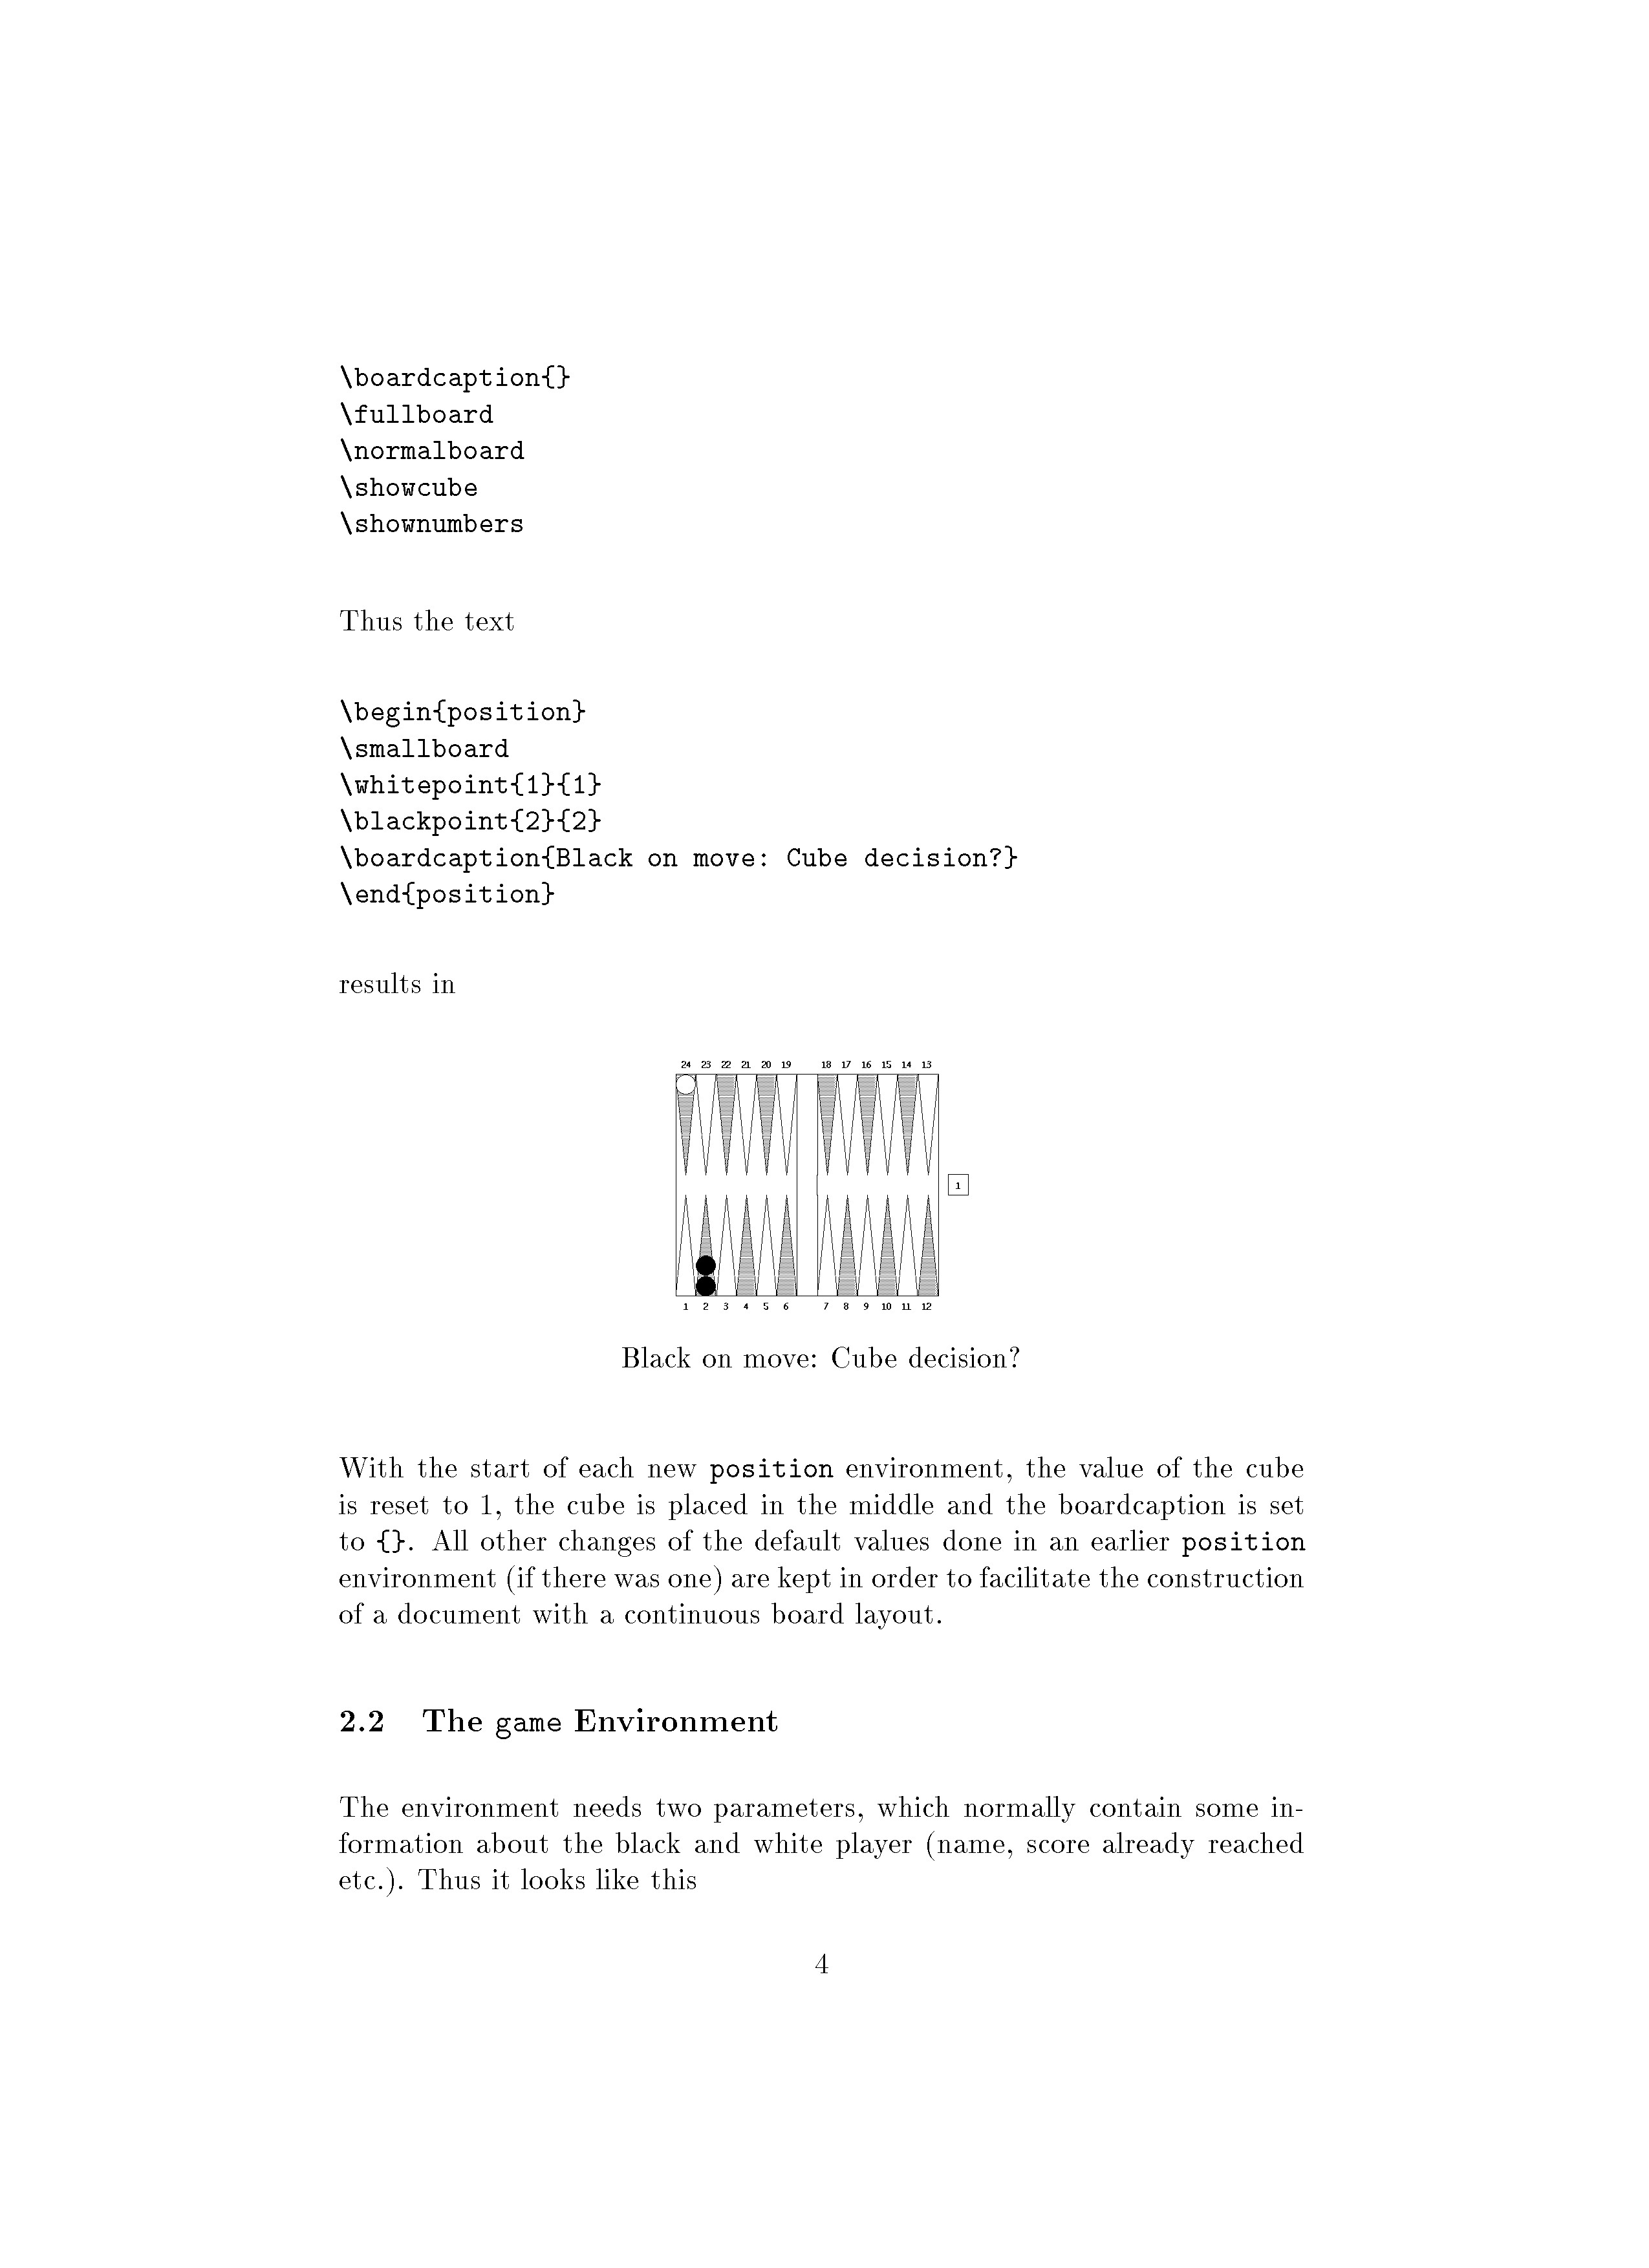 \boardcaption{}
\fullboard
\normalboard
\showcube
\shownumbers
Thus the text
\begin{position}
\smallboard
\whitepoint{1}{1}
\blackpoint{2}{2}
\boardcaption{Black on move: Cube decision?}
\end{position}
results in
24 23 22 21 20 19 18 17 16 15 14 13
1
1 2 3 4 5 6 7 8 9 10 11 12
Black on move: Cube decision?
With the start of each new position environment, the value of the cube
is reset to 1, the cube is placed in the middle and the boardcaption is set
to {}. All other changes of the default values done in an earlier position
environment (if there was one) are kept in order to facilitate the construction
of a document with a continuous board layout.
2.2 The game Environment
The environment needs two parameters, which normally contain some in-
formation about the black and white player (name, score already reached
etc.). Thus it looks like this
4